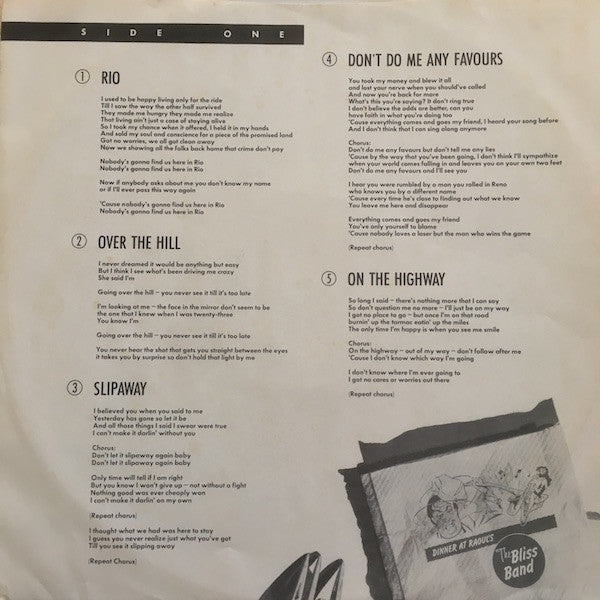 SIDE ONE
1 RIO
I used to be happy living only for the ride
Till I saw the way the other half survived
They made me hungry they made me realize
That living ain't just a case of staying alive
So I took my chance when it offered, I held it in my hands
And sold my soul and conscience for a piece of the promised land
Got no worries, we all got clean away
Now we showing all the folks back home that crime don't pay
Nobody's gonna find us here in Rio
Nobody's gonna find us here in Rio
Now if anybody asks about me you don't know my name
or if I'll ever pass this way again
'Cause nobody's gonna find us here in Rio
Nobody's gonna find us here in Rio
2 OVER THE HILL
I never dreamed it would be anything but easy
But I think I see what's been driving me crazy
She said I'm
Going over the hill – you never see it till it's too late
I'm looking at me – the face in the mirror don't seem to be
the one that I knew when I was twenty-three
You know I'm
Going over the hill – you never see it till it's too late
You never hear the shot that gets you straight between the eyes
it takes you by surprise so don't hold that light by me
3 SLIPAWAY
I believed you when you said to me
Yesterday has gone so let it be
And all those things I said I swear were true
I can't make it darlin' without you
Chorus:
Don't let it slipaway again baby
Don't let it slipaway again baby
Only time will tell if I am right
But you know I won't give up – not without a fight
Nothing good was ever cheaply won
I can't make it darlin' on my own
(Repeat chorus)
I thought what we had was here to stay
I guess you never realize just what you've got
Till you see it slipping away
(Repeat Chorus)
4 DON'T DO ME ANY FAVOURS
You took my money and blew it all
and lost your nerve when you should've called
And now you're back for more
What's this you're saying? It don't ring true
I don't believe the odds are better, can you
have faith in what you're doing too
'Cause everything comes and goes my friend, I heard your song before
And I don't think that I can sing along anymore
Chorus:
Don't do me any favours but don't tell me any lies
'Cause by the way that you've been going, I don't think I'll sympathize
when your world comes falling in and leaves you on your own two feet
Don't do me any favours and I'll see you
I hear you were rumbled by a man you rolled in Reno
who knows you by a different name
'Cause every time he's close to finding out what we know
You leave me here and disappear
Everything comes and goes my friend
You've only yourself to blame
'Cause nobody loves a loser but the man who wins the game
(Repeat chorus)
5 ON THE HIGHWAY
So long I said – there's nothing more that I can say
So don't question me no more – I'll just be on my way
I got no place to go – but once I'm on that road
burnin' up the tarmac eatin' up the miles
The only time I'm happy is when you see me smile
Chorus:
On the highway – out of my way – don't follow after me
'Cause I don't know which way I'm going
I don't know where I'm ever going to
I got no cares or worries out there
(Repeat chorus)
DINNER AT RAOUL'S
The Bliss Band